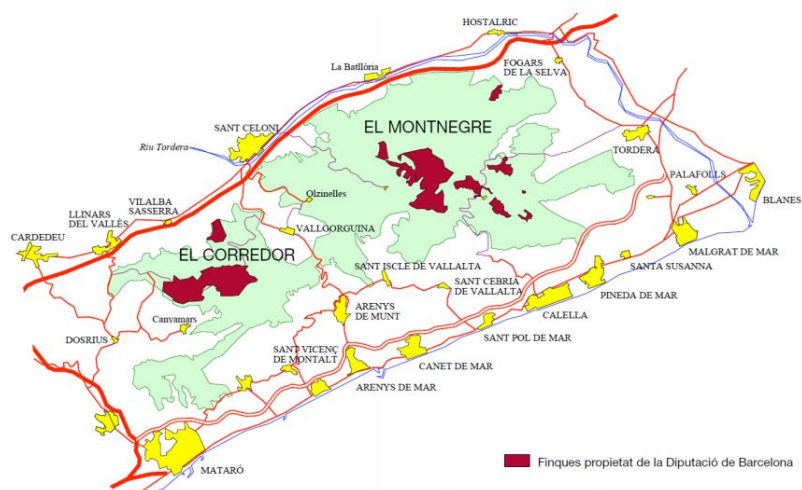 HOSTALRIC
La Batllòria
FOGARS
DE LA SELVA
SANT CELONI
EL MONTNEGRE
Riu Tordera
TORDERA
PALAFOLLS
Olzinelles
BLANES
VILALBA
SASSERRA
LLINARS
DEL VALLÈS
VALLGORGUINA
CARDEDEU
EL CORREDOR
MALGRAT DE MAR
SANT ISCLE DE VALLALTA
SANTA SUSANNA
SANT CEBRIÀ
DE VALLALTA
PINEDA DE MAR
ARENYS
DE MUNT
CALELLA
Canyamars
DOSRIUS
SANT POL DE MAR
SANT VICENÇ
DE MONTALT
CANET DE MAR
ARENYS DE MAR
MATARÓ
Finques propietat de la Diputació de Barcelona